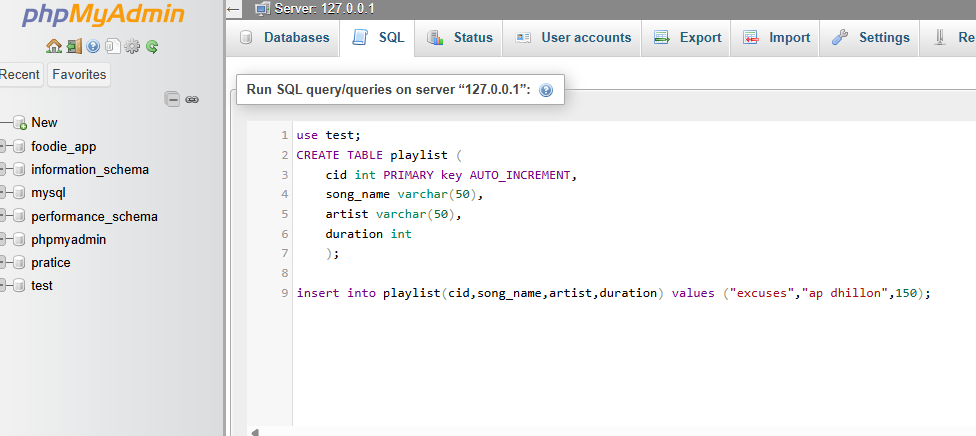 phpMyAdmin
Recent Favorites
New
foodie_app
information_schema
mysql
performance_schema
phpmyadmin
pratice
test
Server: 127.0.0.1
Databases SQL Status User accounts Export Import Settings
Run SQL query/queries on server “127.0.0.1”:
1 use test;
2 CREATE TABLE playlist (
3 cid int PRIMARY key AUTO_INCREMENT,
4 song_name varchar(50),
5 artist varchar(50),
6 duration int
7 );
8
9 insert into playlist(cid,song_name,artist,duration) values ("excuses","ap dhillon",150);